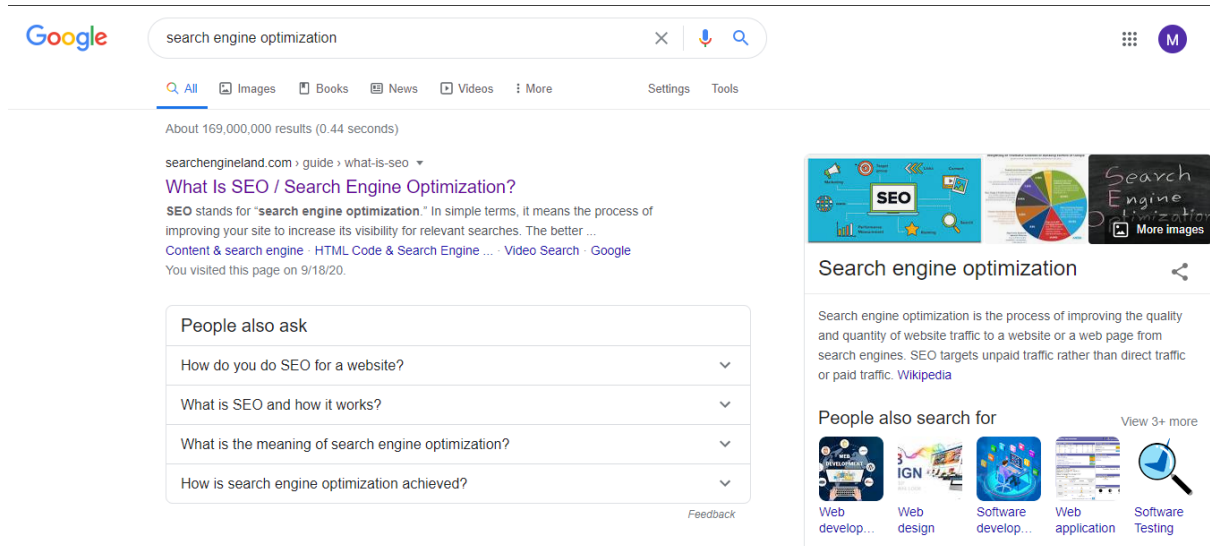 Google
search engine optimization
M
All Images Books News Videos More Settings Tools
About 169,000,000 results (0.44 seconds)
searchengineland.com › guide › what-is-seo
What Is SEO / Search Engine Optimization?
SEO stands for “search engine optimization.” In simple terms, it means the process of
improving your site to increase its visibility for relevant searches. The better ...
Content & search engine · HTML Code & Search Engine ... · Video Search · Google
You visited this page on 9/18/20.
People also ask
How do you do SEO for a website?
What is SEO and how it works?
What is the meaning of search engine optimization?
How is search engine optimization achieved?
Feedback
SEO
Search
Engine
Optimization
More images
Search engine optimization
Search engine optimization is the process of improving the quality
and quantity of website traffic to a website or a web page from
search engines. SEO targets unpaid traffic rather than direct traffic
or paid traffic. Wikipedia
People also search for
View 3+ more
WEB
DEVELOPMENT
IGN
Web
develop...
Web
design
Software
develop...
Web
application
Software
Testing